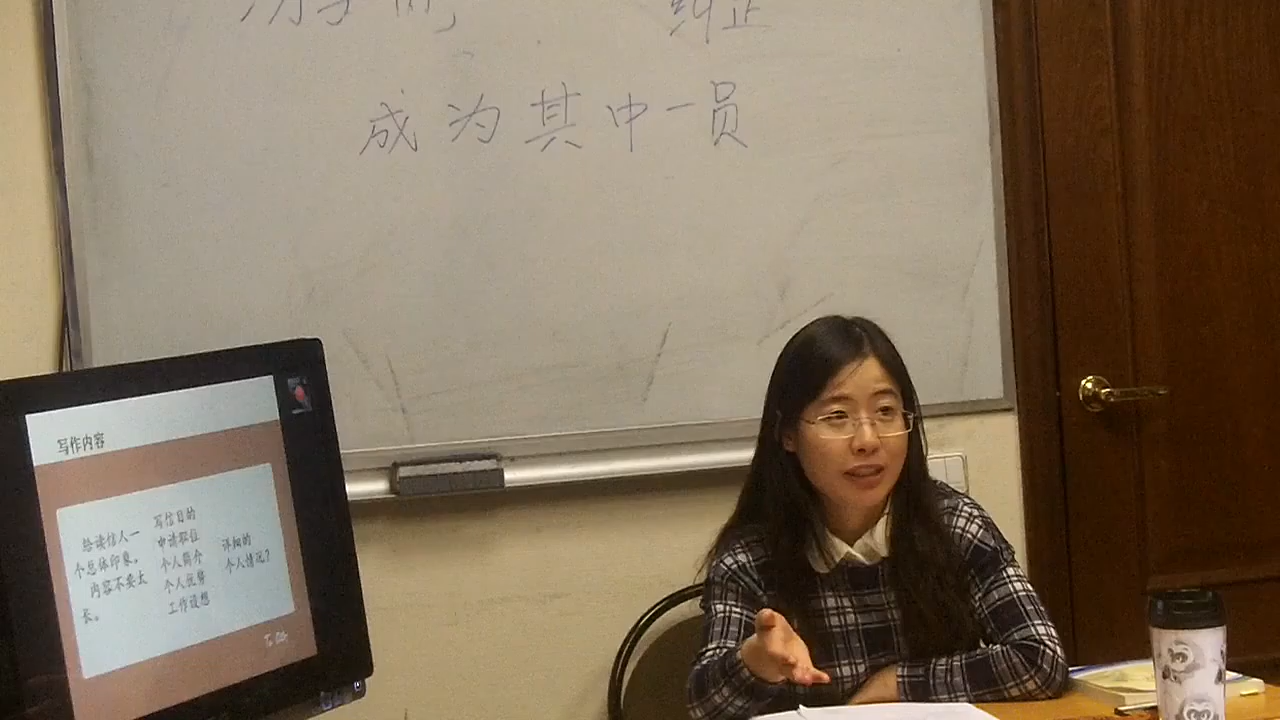 纠正
成为其中一员
写作内容
给读信人一
个总体印象。
内容不要太
长。
写信目的
申请职位
个人简介
个人优势
工作设想
详细的
个人情况?